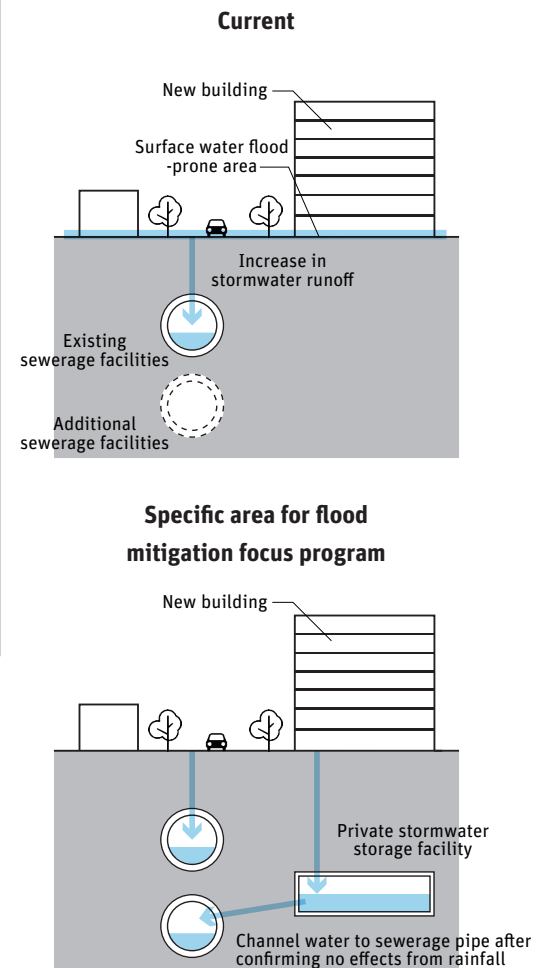 Current
New building
Surface water flood
-prone area
Increase in
stormwater runoff
Existing
sewerage facilities
Additional
sewerage facilities
Specific area for flood
mitigation focus program
New building
Private stormwater
storage facility
Channel water to sewerage pipe after
confirming no effects from rainfall